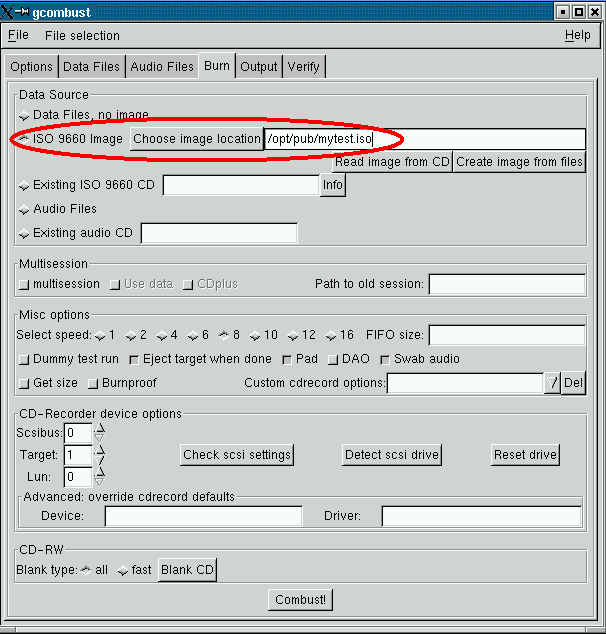 gcombust
File File selection Help
Options Data Files Audio Files Burn Output Verify
Data Source
Data Files, no image
ISO 9660 Image Choose image location /opt/pub/mytest.iso
Read image from CD Create image from files
Existing ISO 9660 CD Info
Audio Files
Existing audio CD
Multisession
multisession Use data CDplus Path to old session:
Misc options
Select speed: 1 2 4 6 8 10 12 16 FIFO size:
Dummy test run Eject target when done Pad DAO Swab audio
Get size Burnproof Custom cdrecord options: Del
CD-Recorder device options
Scsibus: 0
Target: 1 Check scsi settings Detect scsi drive Reset drive
Lun: 0
Advanced: override cdrecord defaults
Device: Driver:
CD-RW
Blank type: all fast Blank CD
Combust!